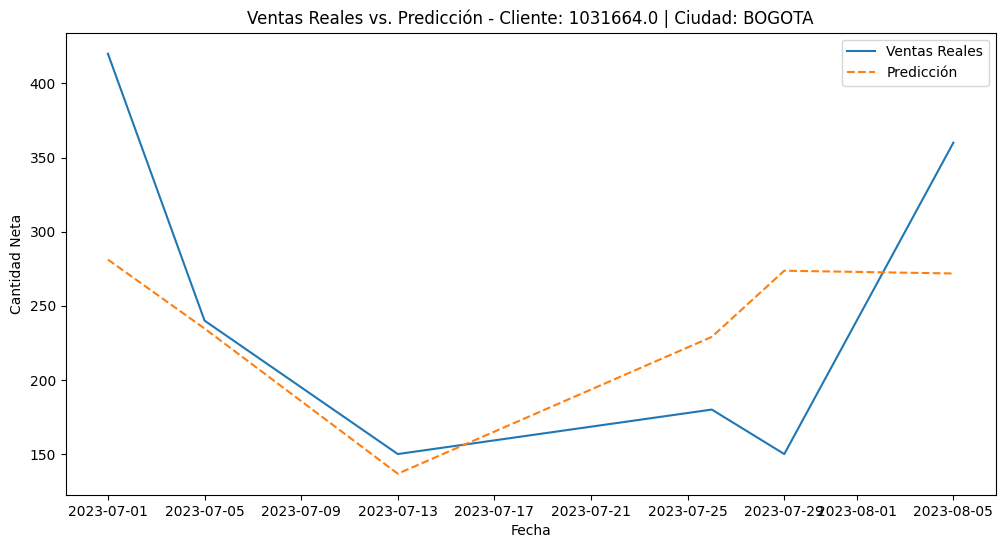 Ventas Reales vs. Predicción - Cliente: 1031664.0 | Ciudad: BOGOTA
Ventas Reales
Predicción
Cantidad Neta
400
350
300
250
200
150
2023-07-01 2023-07-05 2023-07-09 2023-07-13 2023-07-17 2023-07-21 2023-07-25 2023-07-29 2023-08-01 2023-08-05
Fecha